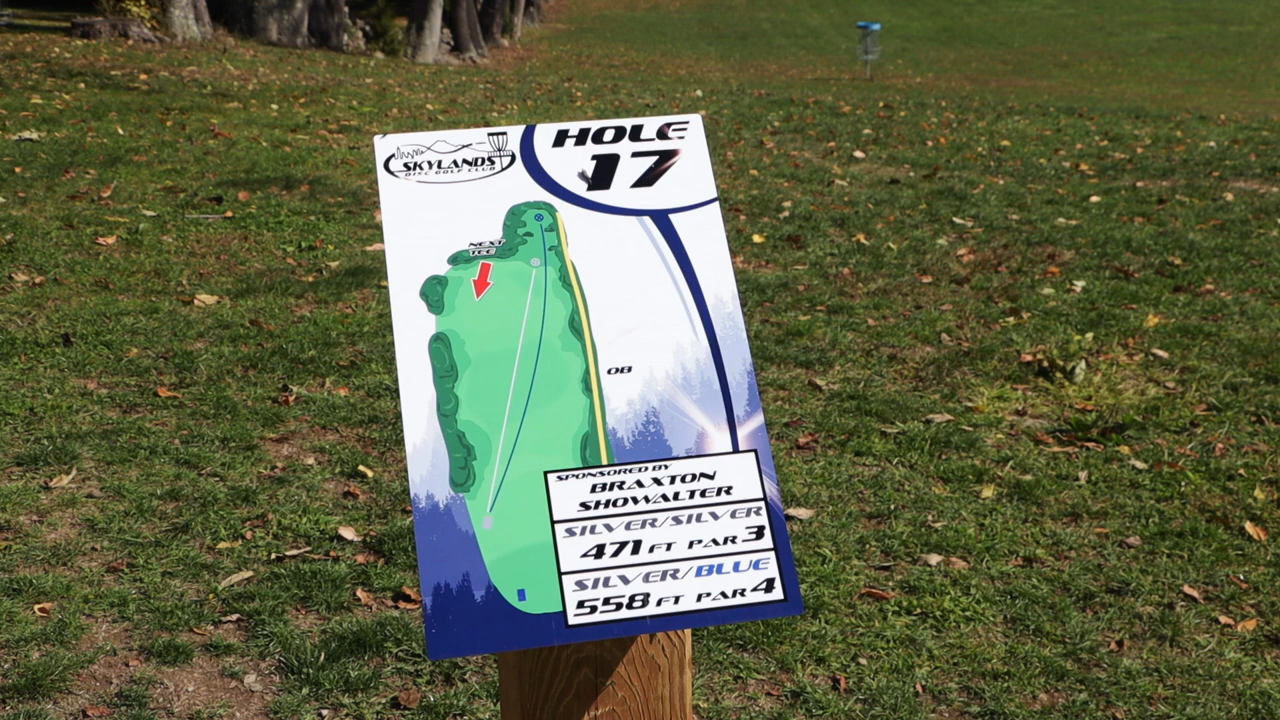 SKYLANDS
DISC GOLF CLUB
HOLE
17
NEXT
TEE
OB
SPONSORED BY
BRAXTON
SHOWALTER
SILVER/SILVER
471 FT PAR 3
SILVER/BLUE
558 FT PAR 4